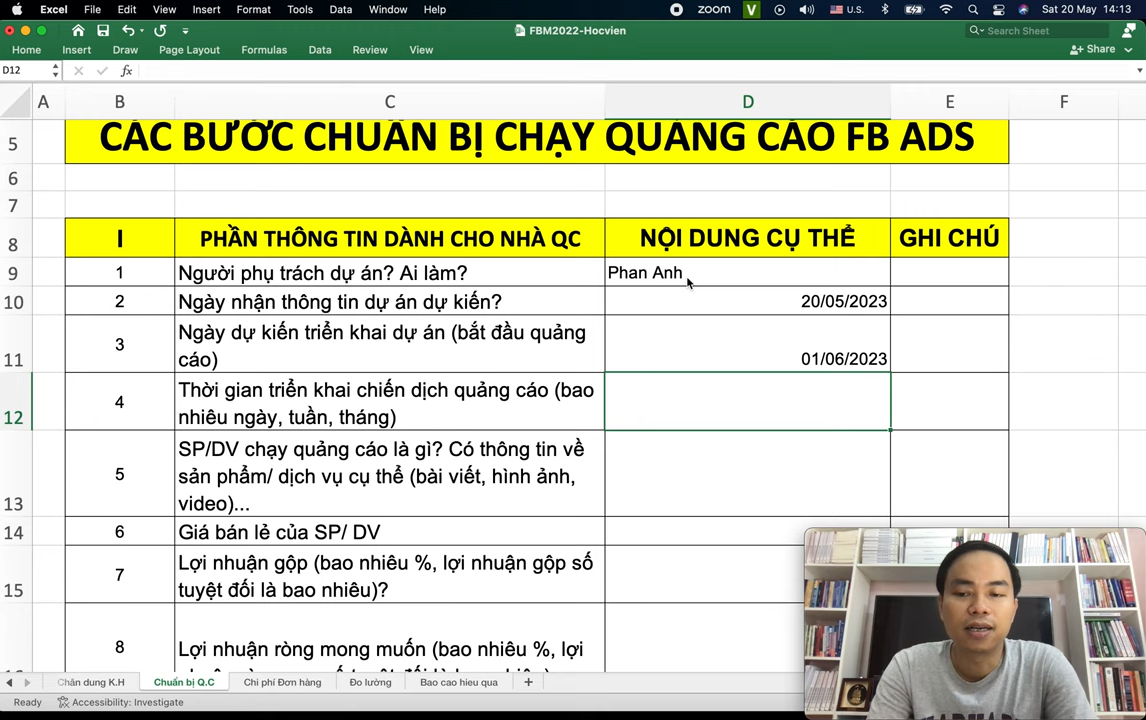 Excel File Edit View Insert Format Tools Data Window Help zoom V U.S. Sat 20 May 14:13
FBM2022-Hocvien Search Sheet
Home Insert Draw Page Layout Formulas Data Review View Share
D12 fx
A B C D E F
5 CÁC BƯỚC CHUẨN BỊ CHẠY QUẢNG CÁO FB ADS
6
7
8 I PHẦN THÔNG TIN DÀNH CHO NHÀ QC NỘI DUNG CỤ THỂ GHI CHÚ
9 1 Người phụ trách dự án? Ai làm? Phan Anh
10 2 Ngày nhận thông tin dự án dự kiến? 20/05/2023
Ngày dự kiến triển khai dự án (bắt đầu quảng
11 3 cáo) 01/06/2023
Thời gian triển khai chiến dịch quảng cáo (bao
12 4 nhiêu ngày, tuần, tháng)
SP/DV chạy quảng cáo là gì? Có thông tin về
5 sản phẩm/ dịch vụ cụ thể (bài viết, hình ảnh,
13 video)...
14 6 Giá bán lẻ của SP/ DV
Lợi nhuận gộp (bao nhiêu %, lợi nhuận gộp số
15 7 tuyệt đối là bao nhiêu)?
8 Lợi nhuận ròng mong muốn (bao nhiêu %, lợi
Chân dung K.H Chuẩn bị Q.C Chi phí Đơn hàng Đo lường Bao cao hieu qua +
Ready Accessibility: Investigate